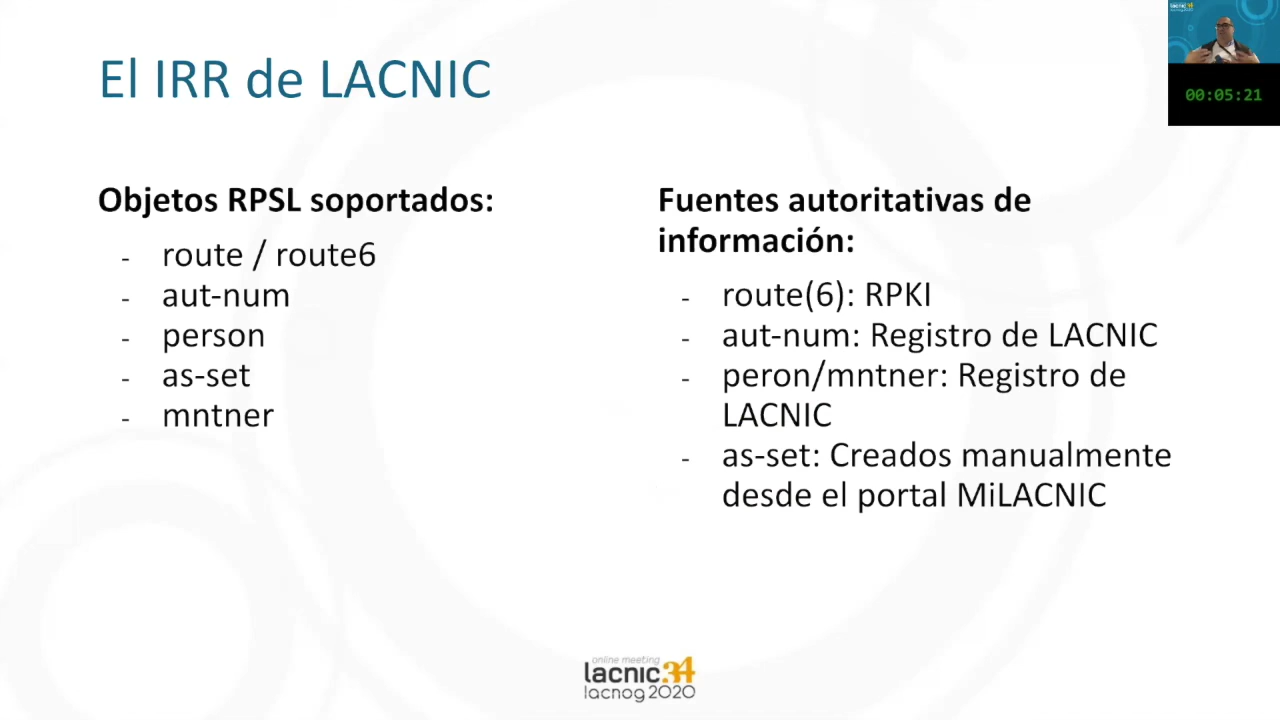 El IRR de LACNIC
00:05:21
Objetos RPSL soportados:
- route / route6
- aut-num
- person
- as-set
- mntner
Fuentes autoritativas de
información:
- route(6): RPKI
- aut-num: Registro de LACNIC
- peron/mntner: Registro de
LACNIC
- as-set: Creados manualmente
desde el portal MiLACNIC
online meeting
lacnic34
lacnog2020